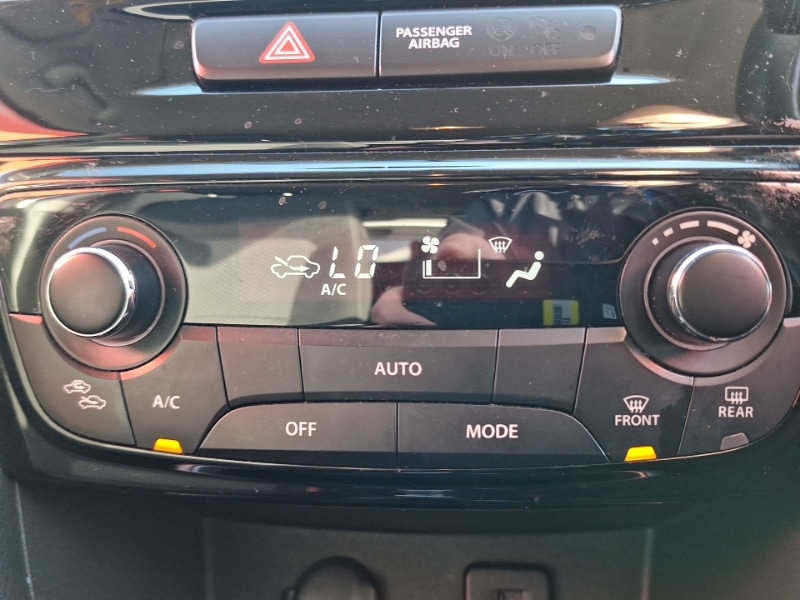 PASSENGER
AIRBAG
ON OFF
LO
A/C
AUTO
A/C
OFF
MODE
FRONT
REAR